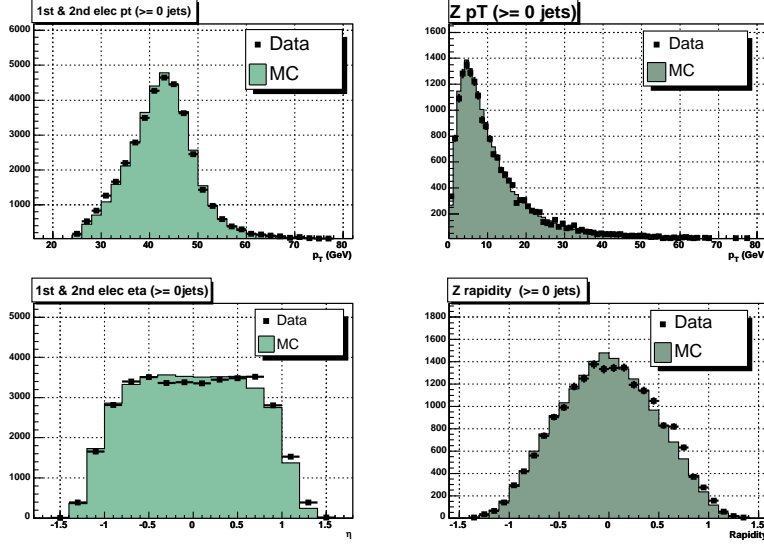 1st & 2nd elec pt (>= 0 jets)
6000
5000
4000
3000
2000
1000
0
20 30 40 50 60 70 80
p_T (GeV)
Data
MC
Z pT (>= 0 jets)
1600
1400
1200
1000
800
600
400
200
0 10 20 30 40 50 60 70 80
p_T (GeV)
Data
MC
1st & 2nd elec eta (>= 0jets)
5000
4000
3000
2000
1000
0
-1.5 -1 -0.5 0 0.5 1 1.5
η
Data
MC
Z rapidity (>= 0 jets)
1800
1600
1400
1200
1000
800
600
400
200
0
-1.5 -1 -0.5 0 0.5 1 1.5
Rapidity
Data
MC